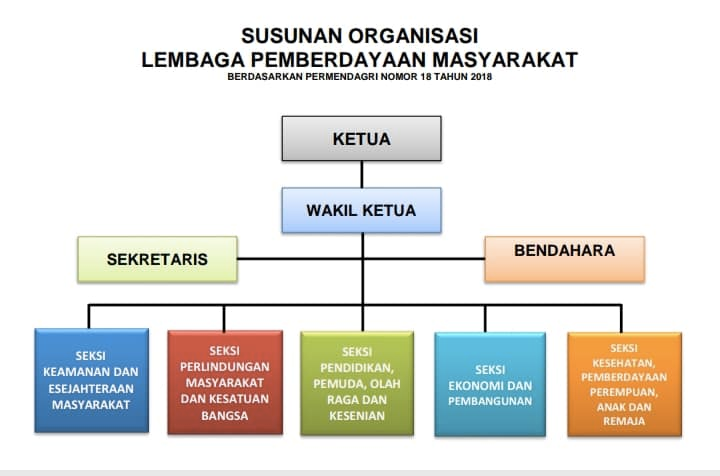 SUSUNAN ORGANISASI
LEMBAGA PEMBERDAYAAN MASYARAKAT
BERDASARKAN PERMENDAGRI NOMOR 18 TAHUN 2018
KETUA
WAKIL KETUA
SEKRETARIS
BENDAHARA
SEKSI
KEAMANAN DAN
ESEJAHTERAAN
MASYARAKAT
SEKSI
PERLINDUNGAN
MASYARAKAT
DAN KESATUAN
BANGSA
SEKSI
PENDIDIKAN,
PEMUDA, OLAH
RAGA DAN
KESENIAN
SEKSI
EKONOMI DAN
PEMBANGUNAN
SEKSI
KESEHATAN,
PEMBERDAYAAN
PEREMPUAN,
ANAK DAN
REMAJA